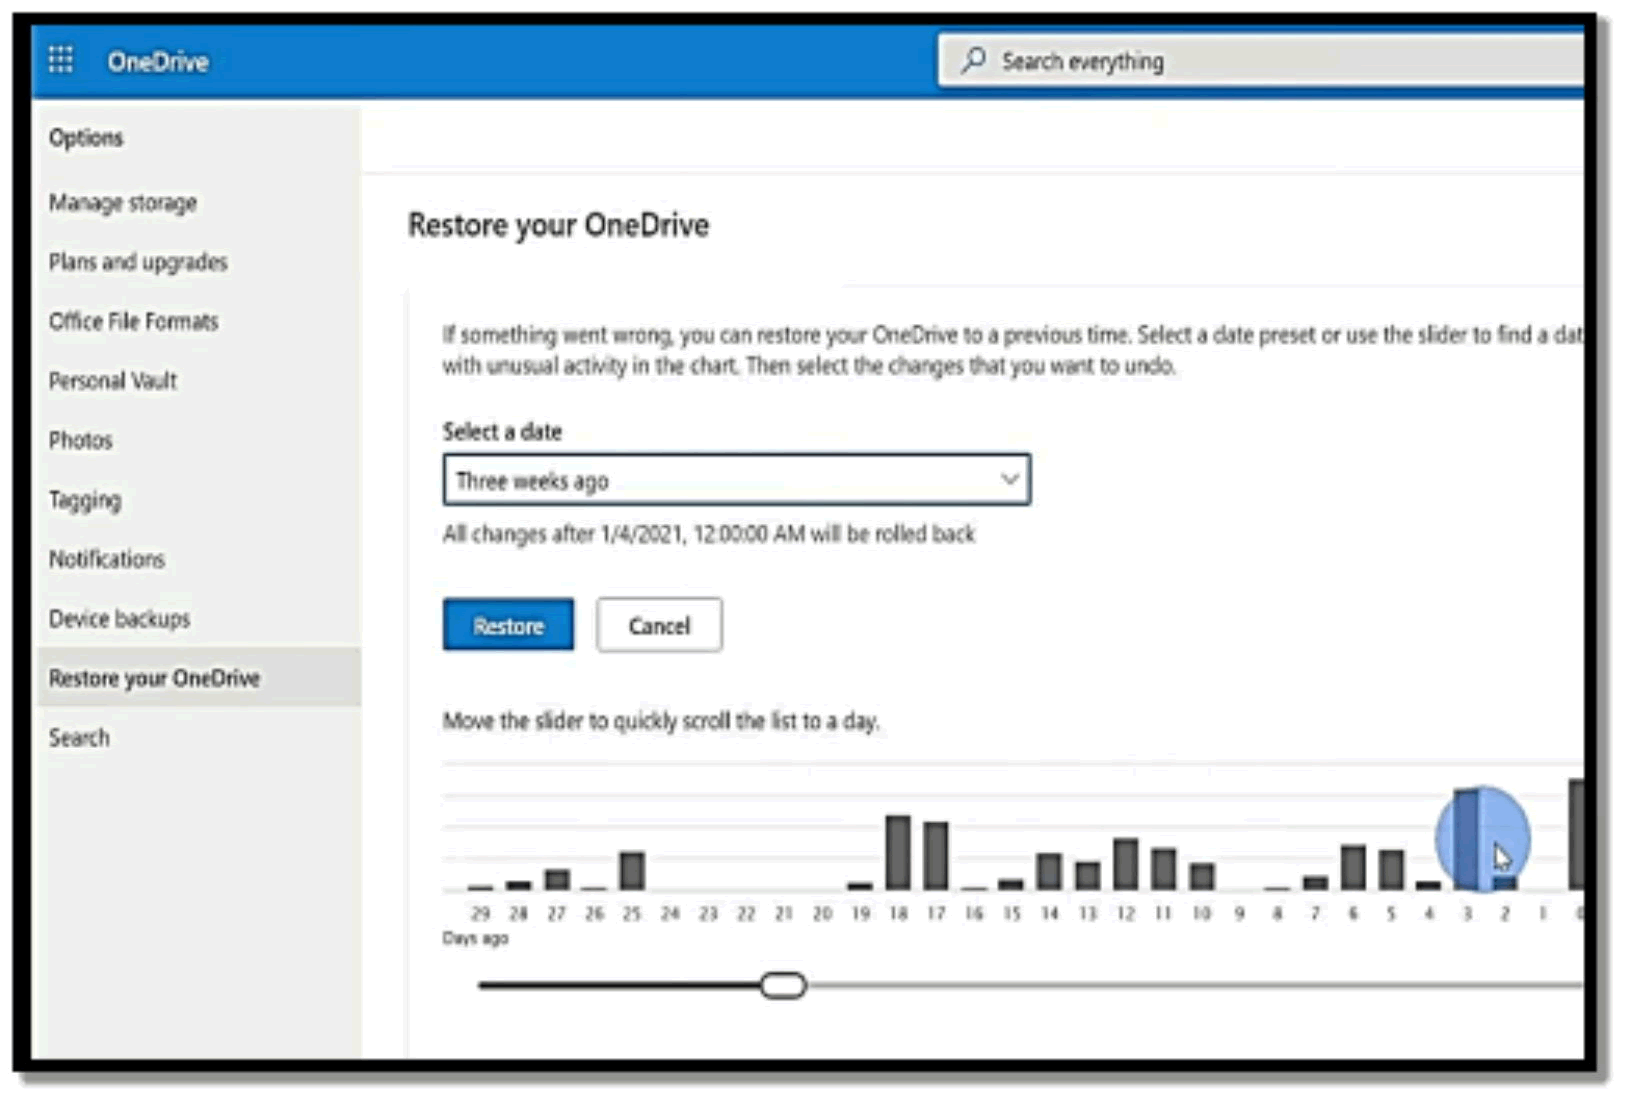 OneDrive
Search everything
Options
Manage storage
Plans and upgrades
Office File Formats
Personal Vault
Photos
Tagging
Notifications
Device backups
Restore your OneDrive
Search
Restore your OneDrive
If something went wrong, you can restore your OneDrive to a previous time. Select a date preset or use the slider to find a dat
with unusual activity in the chart. Then select the changes that you want to undo.
Select a date
Three weeks ago
All changes after 1/4/2021, 12:00:00 AM will be rolled back
Restore Cancel
Move the slider to quickly scroll the list to a day.
29 28 27 26 25 24 23 22 21 20 19 18 17 16 15 14 13 12 11 10 9 8 7 6 5 4 3 2 1 0
Days ago